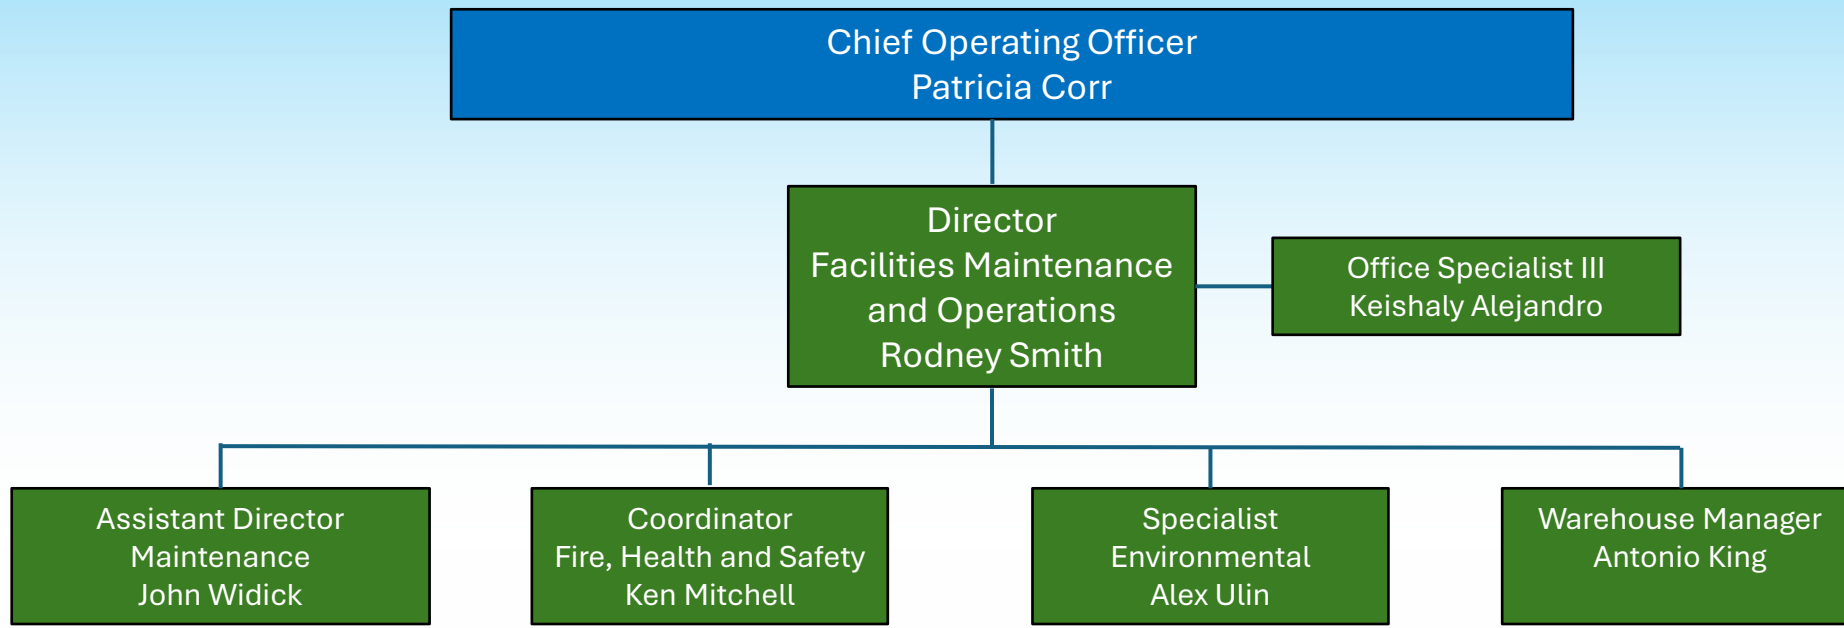 Chief Operating Officer
Patricia Corr
Director
Facilities Maintenance
and Operations
Rodney Smith
Office Specialist III
Keishaly Alejandro
Assistant Director
Maintenance
John Widick
Coordinator
Fire, Health and Safety
Ken Mitchell
Specialist
Environmental
Alex Ulin
Warehouse Manager
Antonio King